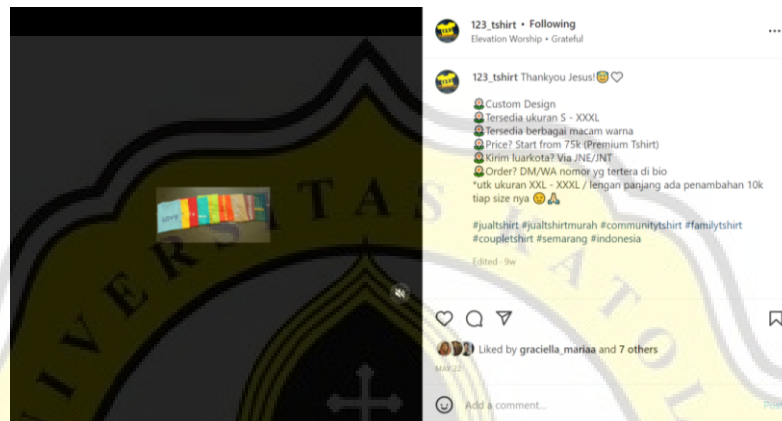 123_tshirt • Following
Elevation Worship • Grateful
123_tshirt Thankyou Jesus!😇🤍
Custom Design
Tersedia ukuran S - XXXL
Tersedia berbagai macam warna
Price? Start from 75k (Premium Tshirt)
Kirim luarkota? Via JNE/JNT
Order? DM/WA nomor yg tertera di bio
*utk ukuran XXL - XXXL / lengan panjang ada penambahan 10k
tiap size nya 😉🙏
#jualtshirt #jualtshirtmurah #communitytshirt #familytshirt
#coupletshirt #semarang #indonesia
Edited · 9w
Liked by graciella_mariaa and 7 others
MAY 22
Add a comment...
Post
UNIVERSITAS KATOL